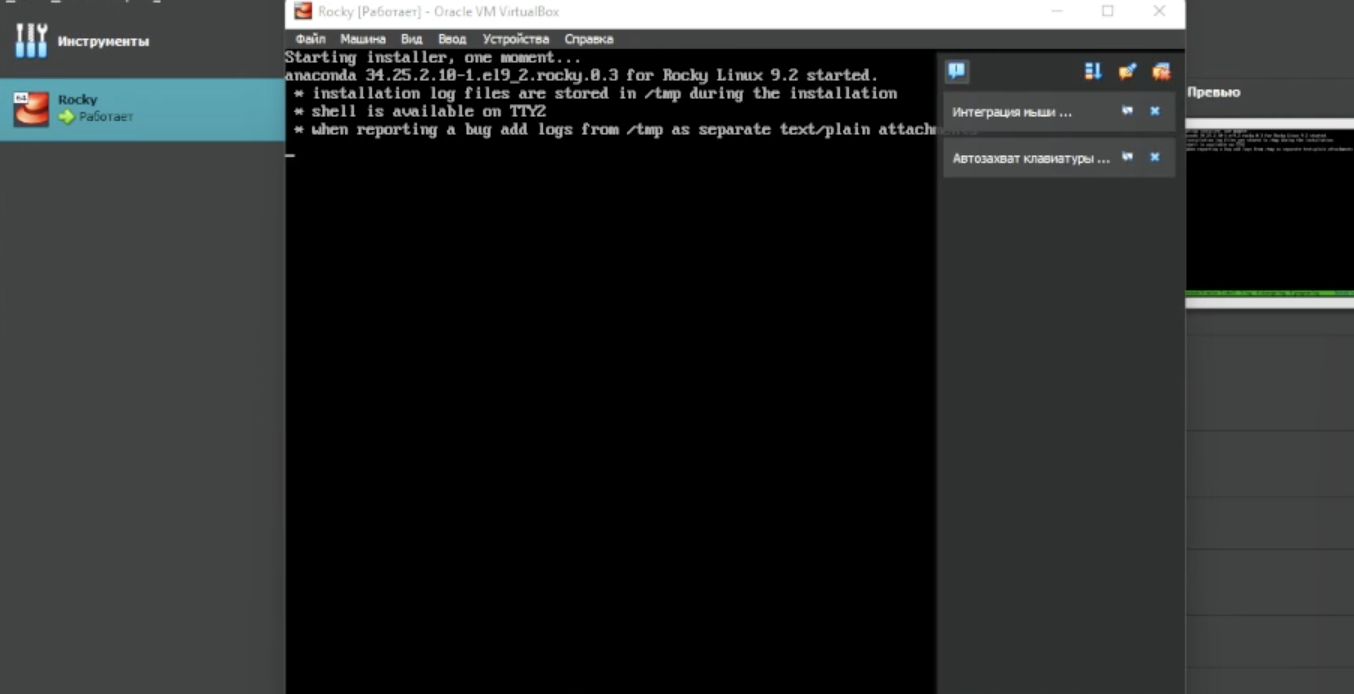 Инструменты
64
Rocky
Работает
Rocky [Работает] - Oracle VM VirtualBox
Файл Машина Вид Ввод Устройства Справка
Starting installer, one moment...
anaconda 34.25.2.10-1.el9_2.rocky.0.3 for Rocky Linux 9.2 started.
* installation log files are stored in /tmp during the installation
* shell is available on TTY2
* when reporting a bug add logs from /tmp as separate text/plain attachments
Интеграция мыши ...
Автозахват клавиатуры ...
Превью